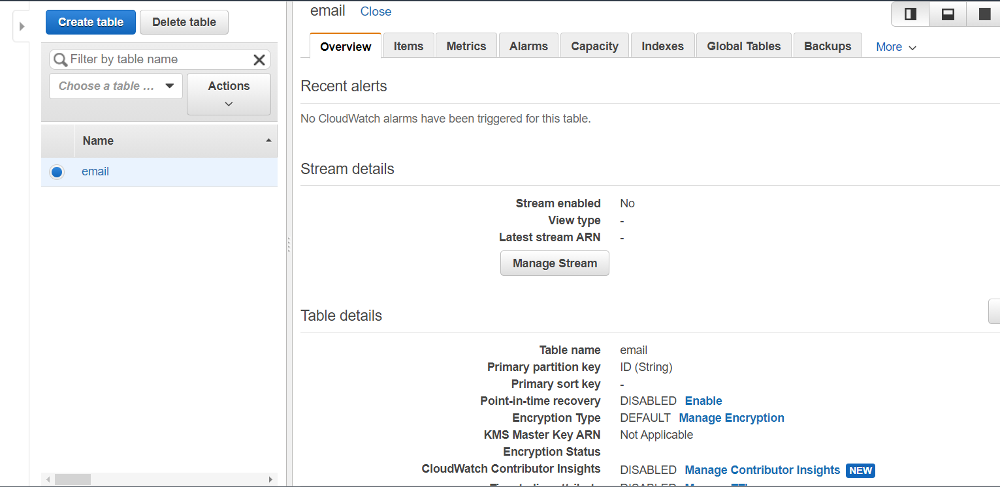 Create table
Delete table
Filter by table name
Choose a table ...
Actions
Name
email
email Close
Overview Items Metrics Alarms Capacity Indexes Global Tables Backups More
Recent alerts
No CloudWatch alarms have been triggered for this table.
Stream details
Stream enabled No
View type -
Latest stream ARN -
Manage Stream
Table details
Table name email
Primary partition key ID (String)
Primary sort key -
Point-in-time recovery DISABLED Enable
Encryption Type DEFAULT Manage Encryption
KMS Master Key ARN Not Applicable
Encryption Status
CloudWatch Contributor Insights DISABLED Manage Contributor Insights NEW